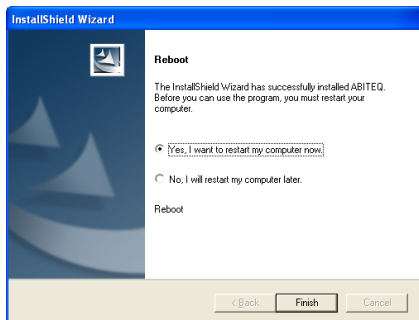 InstallShield Wizard
Reboot
The InstallShield Wizard has successfully installed ABITEQ.
Before you can use the program, you must restart your
computer.
Yes, I want to restart my computer now.
No, I will restart my computer later.
Reboot
< Back Finish Cancel